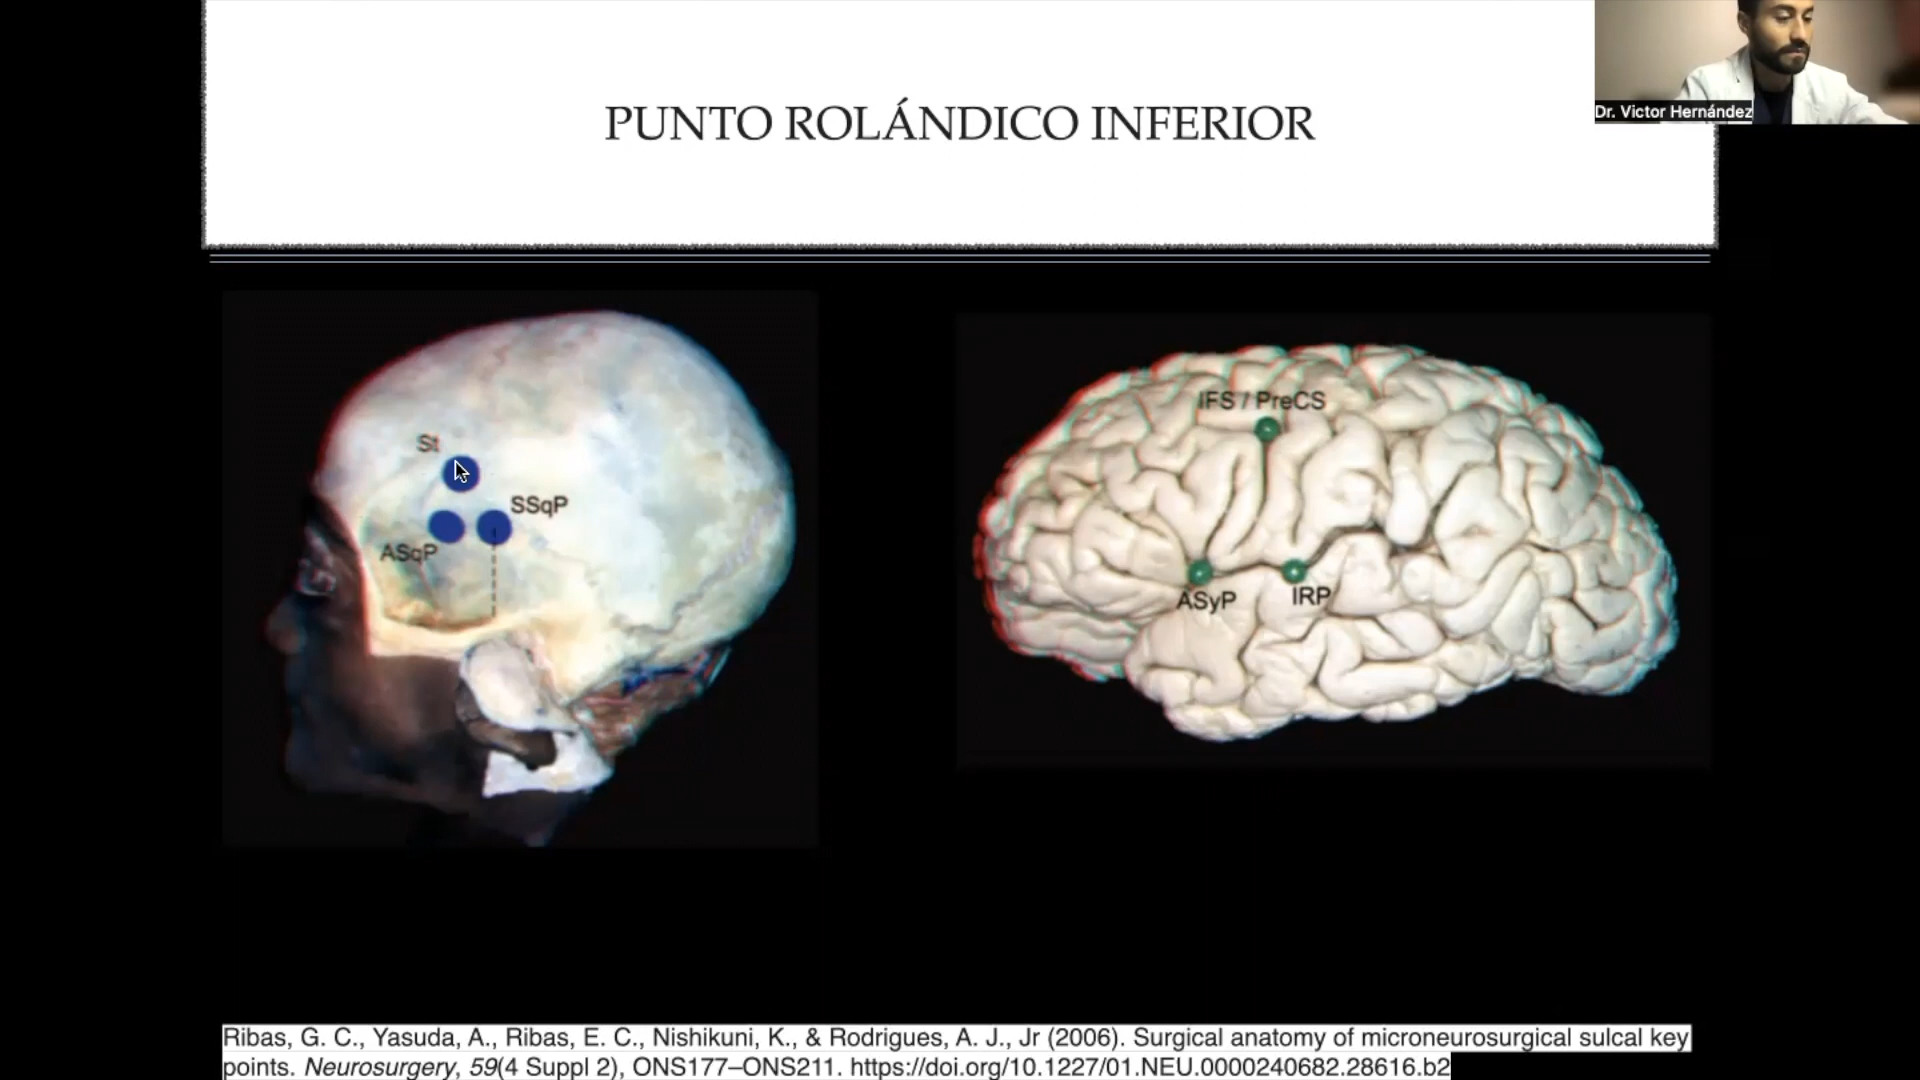 PUNTO ROLÁNDICO INFERIOR
Dr. Victor Hernández
St
SSqP
ASqP
IFS / PreCS
ASyP
IRP
Ribas, G. C., Yasuda, A., Ribas, E. C., Nishikuni, K., & Rodrigues, A. J., Jr (2006). Surgical anatomy of microneurosurgical sulcal key
points. Neurosurgery, 59(4 Suppl 2), ONS177–ONS211. https://doi.org/10.1227/01.NEU.0000240682.28616.b2